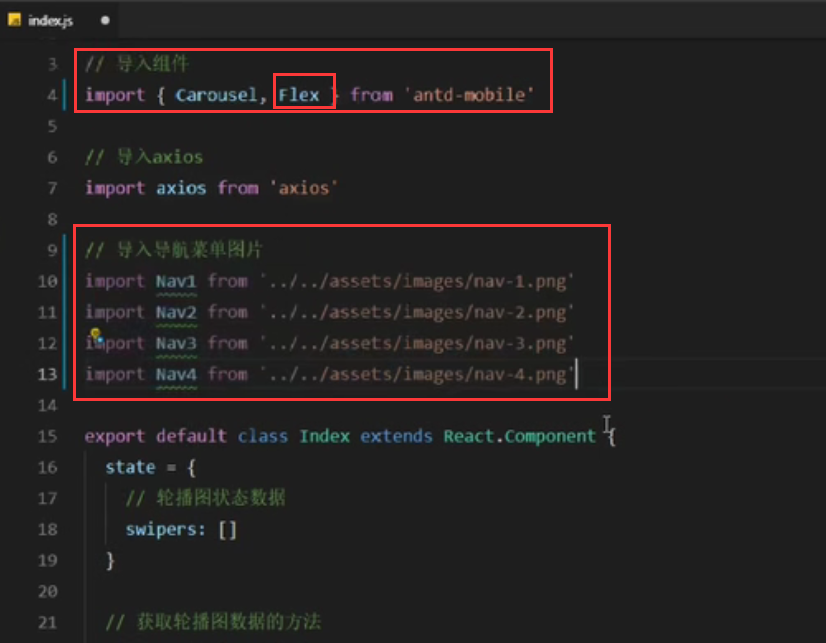 index.js
3 // 导入组件
4 import { Carousel, Flex } from 'antd-mobile'
5
6 // 导入axios
7 import axios from 'axios'
8
9 // 导入导航菜单图片
10 import Nav1 from '../../assets/images/nav-1.png'
11 import Nav2 from '../../assets/images/nav-2.png'
12 import Nav3 from '../../assets/images/nav-3.png'
13 import Nav4 from '../../assets/images/nav-4.png'
14
15 export default class Index extends React.Component {
16 state = {
17 // 轮播图状态数据
18 swipers: []
19 }
20
21 // 获取轮播图数据的方法